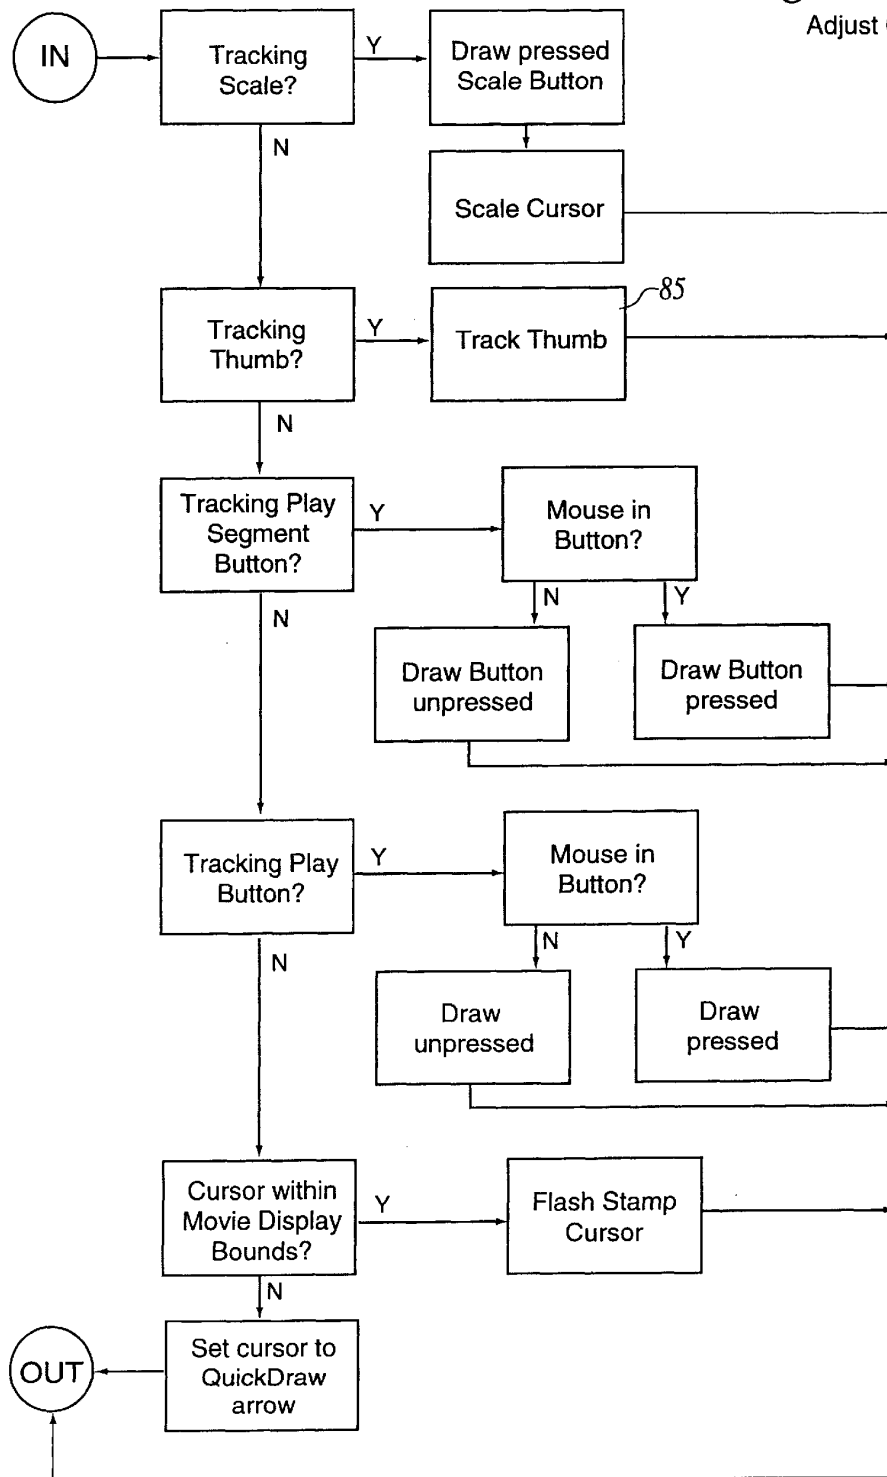 Adjust
IN
Tracking
Scale?
Y
Draw pressed
Scale Button
N
Scale Cursor
85
Tracking
Thumb?
Y
Track Thumb
N
Tracking Play
Segment
Button?
Y
Mouse in
Button?
N
Y
N
Draw Button
unpressed
Draw Button
pressed
Tracking Play
Button?
Y
Mouse in
Button?
N
Y
N
Draw
unpressed
Draw
pressed
Cursor within
Movie Display
Bounds?
Y
Flash Stamp
Cursor
N
Set cursor to
QuickDraw
arrow
OUT